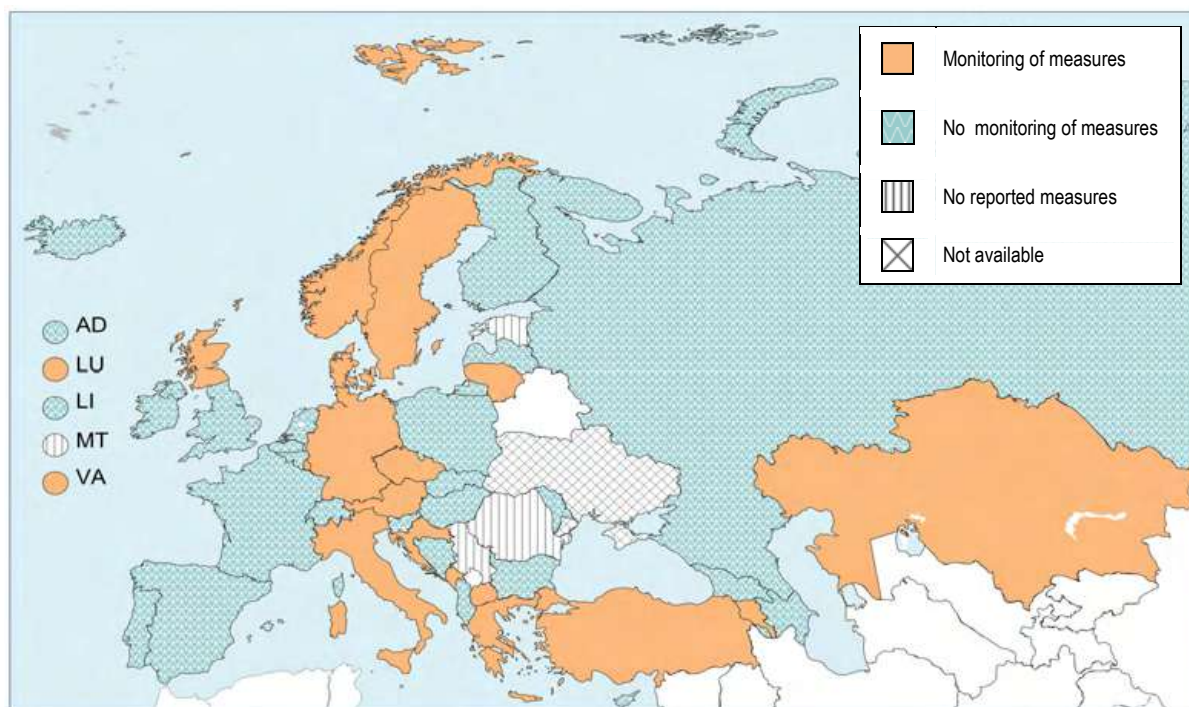 Monitoring of measures
No monitoring of measures
No reported measures
Not available
AD
LU
LI
MT
VA